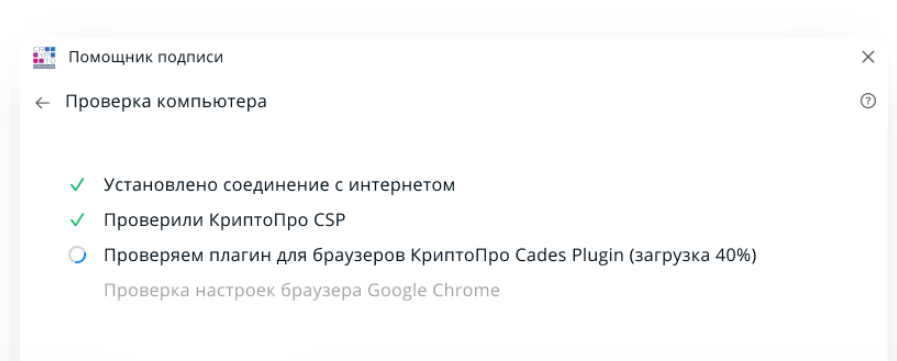 Помощник подписи
Проверка компьютера
Установлено соединение с интернетом
Проверили КриптоПро CSP
Проверяем плагин для браузеров КриптоПро Cades Plugin (загрузка 40%)
Проверка настроек браузера Google Chrome